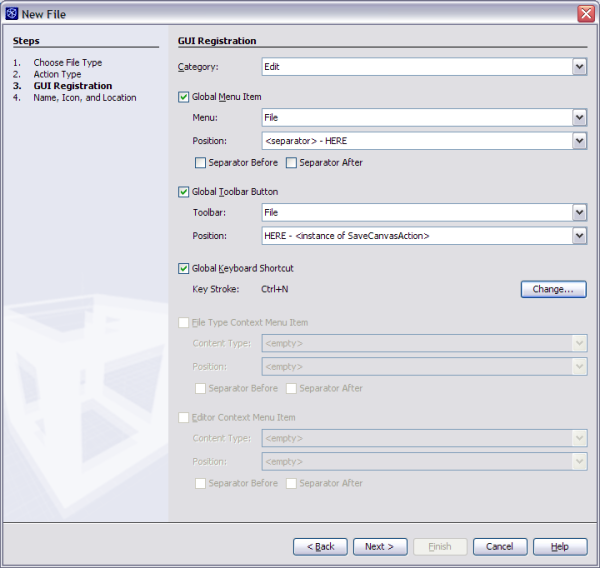 New File
Steps
1. Choose File Type
2. Action Type
3. GUI Registration
4. Name, Icon, and Location
GUI Registration
Category: Edit
Global Menu Item
Menu: File
Position: <separator> - HERE
Separator Before Separator After
Global Toolbar Button
Toolbar: File
Position: HERE - <instance of SaveCanvasAction>
Global Keyboard Shortcut
Key Stroke: Ctrl+N Change...
File Type Context Menu Item
Content Type: <empty>
Position: <empty>
Separator Before Separator After
Editor Context Menu Item
Content Type: <empty>
Position: <empty>
Separator Before Separator After
< Back Next > Finish Cancel Help